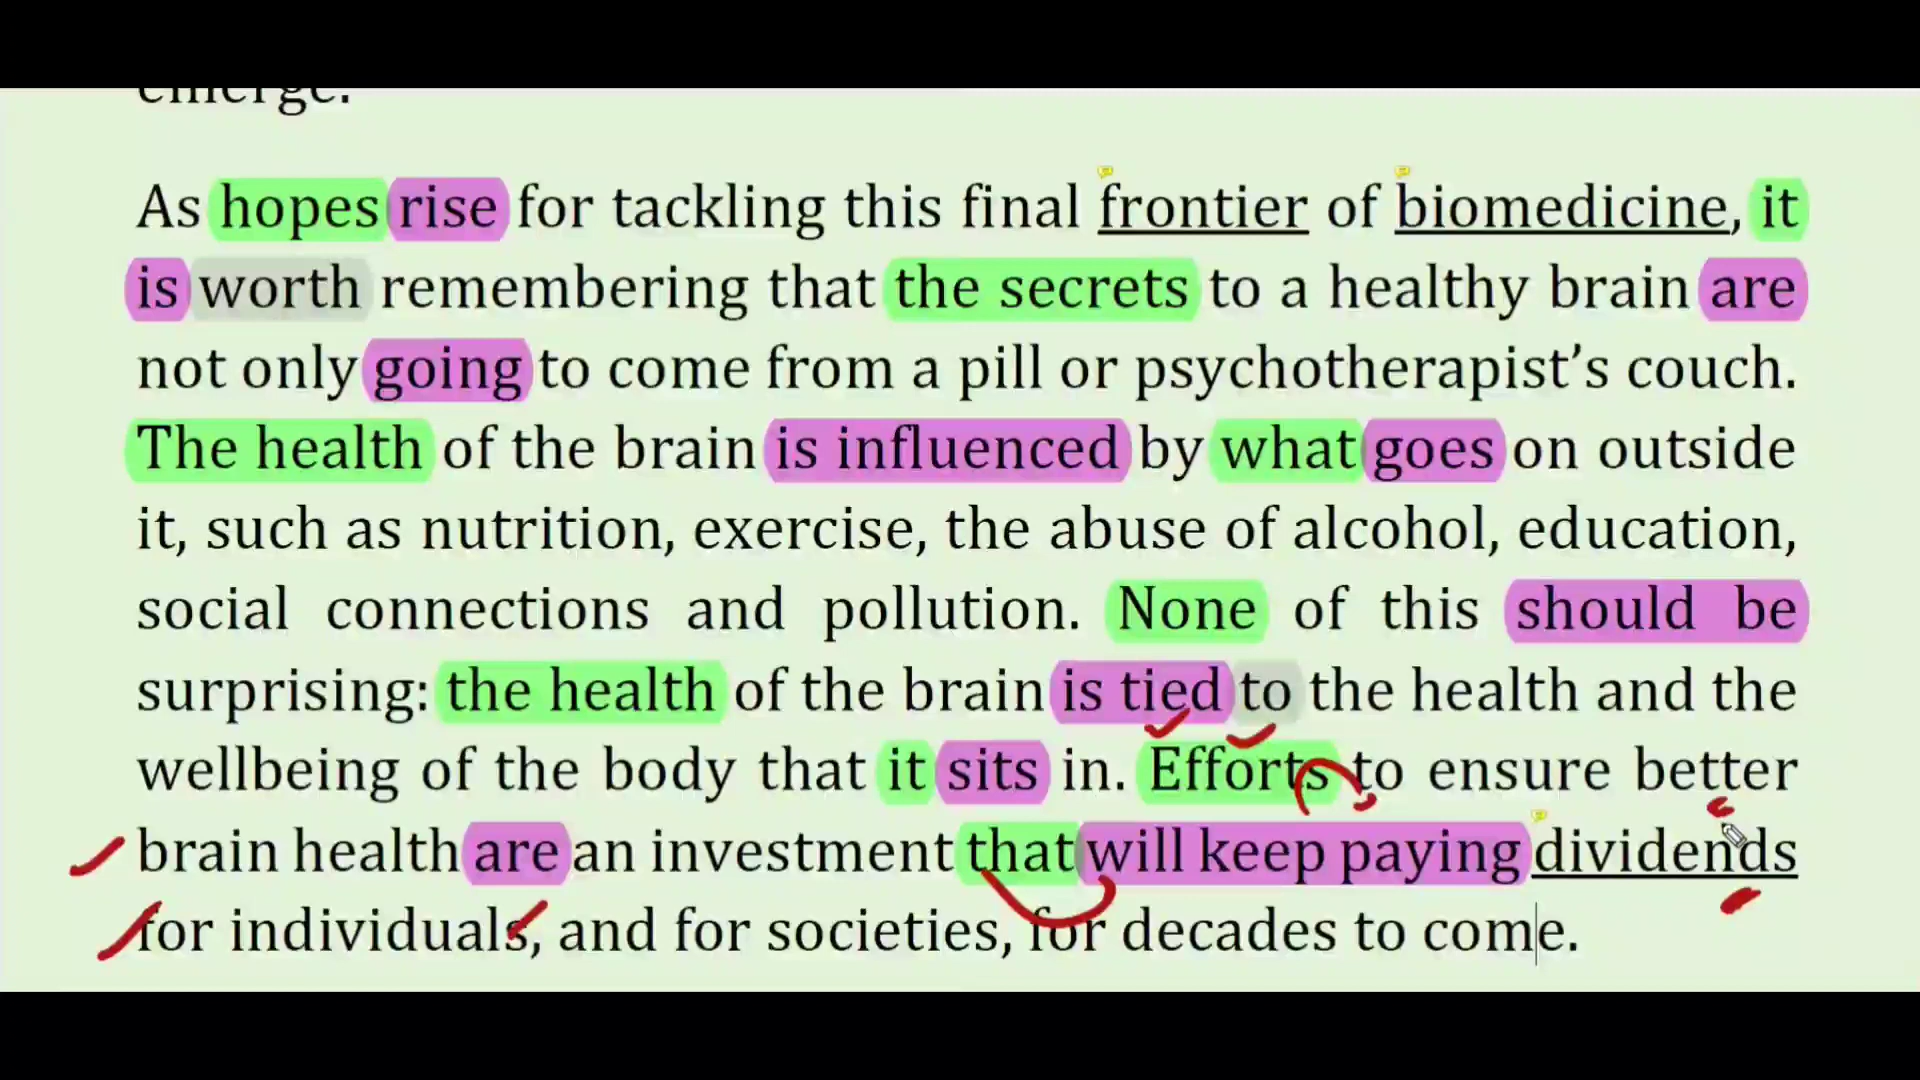 emerge.
As hopes rise for tackling this final frontier of biomedicine, it
is worth remembering that the secrets to a healthy brain are
not only going to come from a pill or psychotherapist’s couch.
The health of the brain is influenced by what goes on outside
it, such as nutrition, exercise, the abuse of alcohol, education,
social connections and pollution. None of this should be
surprising: the health of the brain is tied to the health and the
wellbeing of the body that it sits in. Efforts to ensure better
brain health are an investment that will keep paying dividends
for individuals, and for societies, for decades to come.